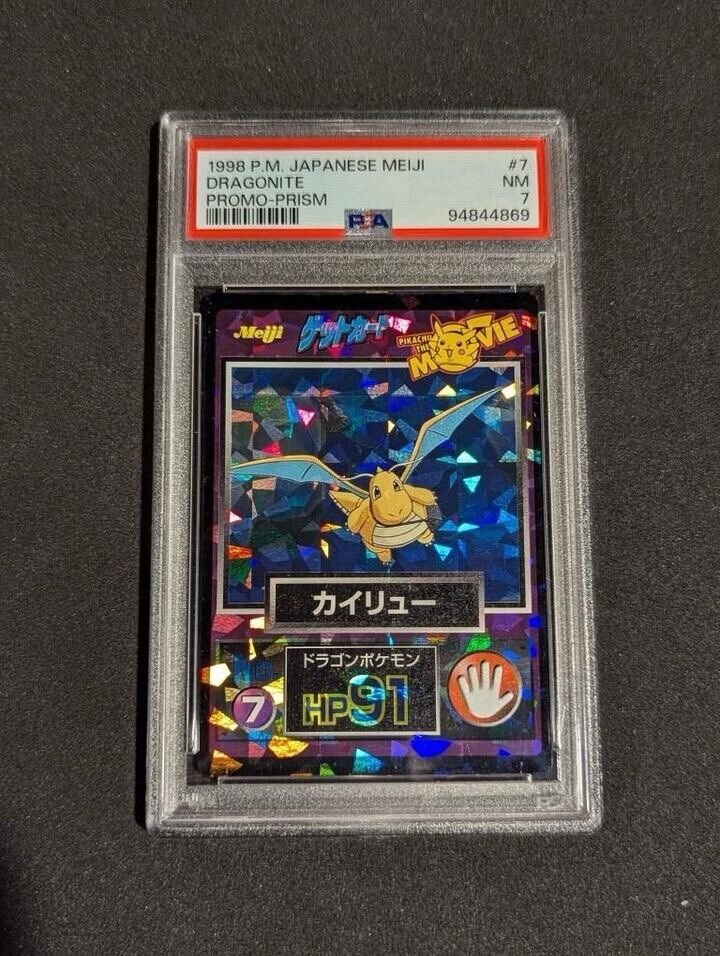 1998 P.M. JAPANESE MEIJI #7
DRAGONITE NM
PROMO-PRISM 7
PSA 94844869
Meiji ゲットカード PIKACHU THE MOVIE
カイリュー
ドラゴンポケモン
7 HP91